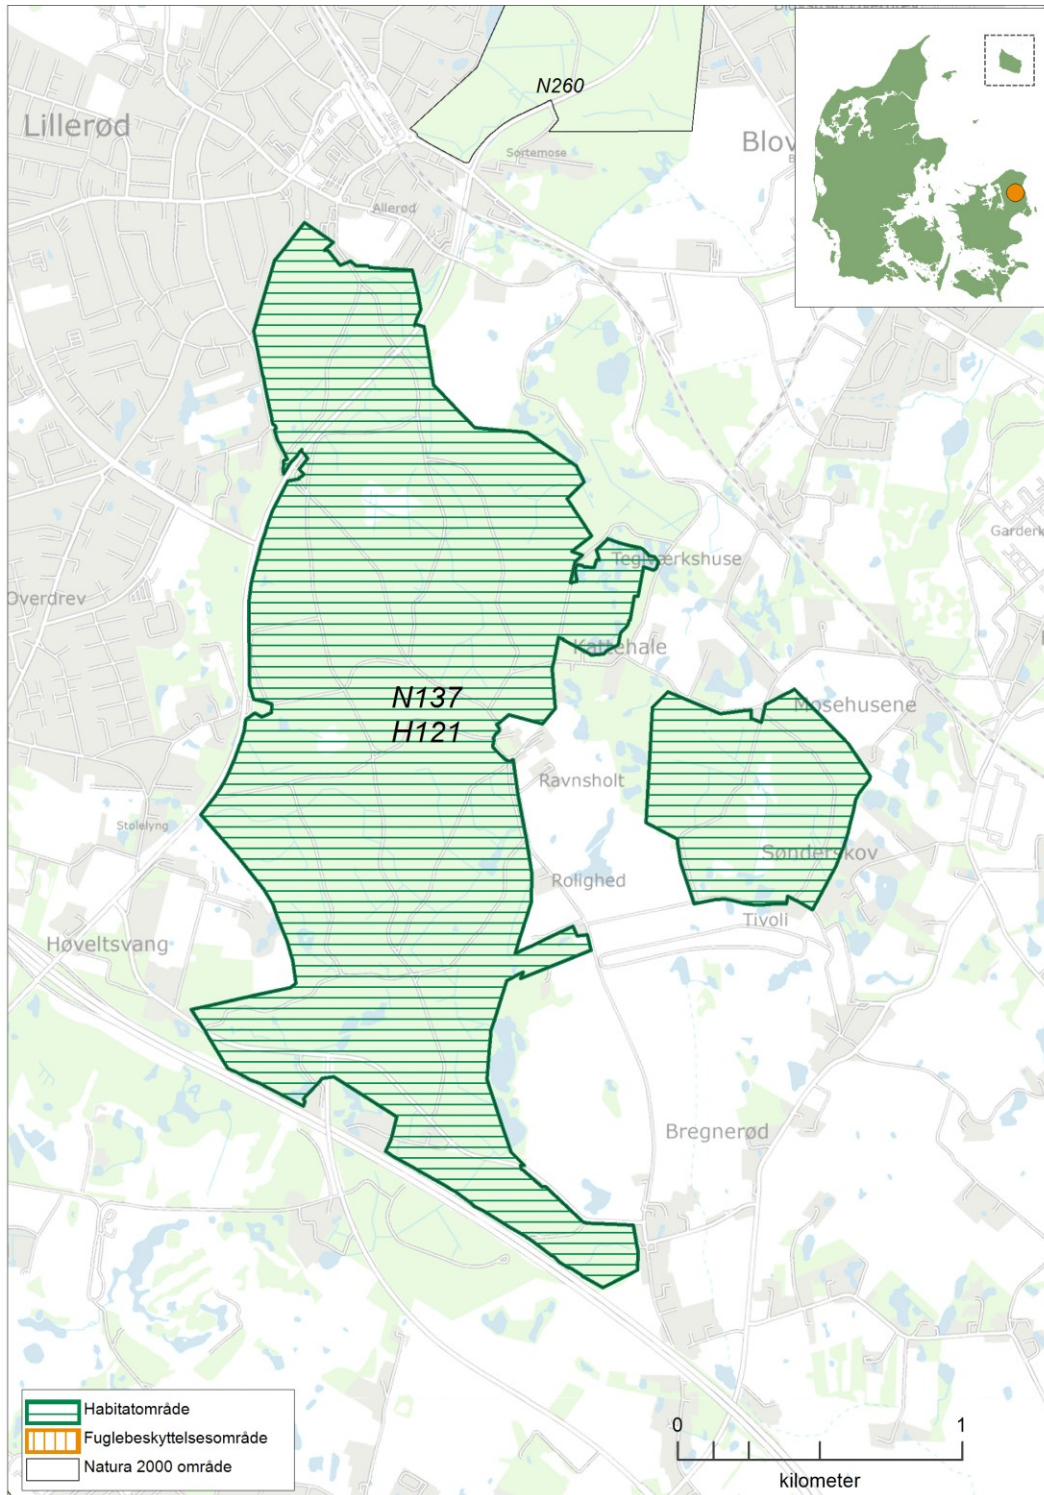 N260
Lillerød
Sortemose
Allerød
Teglværkshuse
Overdrev
Kattehale
N137
H121
Mosehusene
Ravnsholt
Stolelyng
Sønderskov
Rolighed
Tivoli
Høveltsvang
Bregnerød
Habitatområde
Fuglebeskyttelsesområde
Natura 2000 område
0 1
kilometer